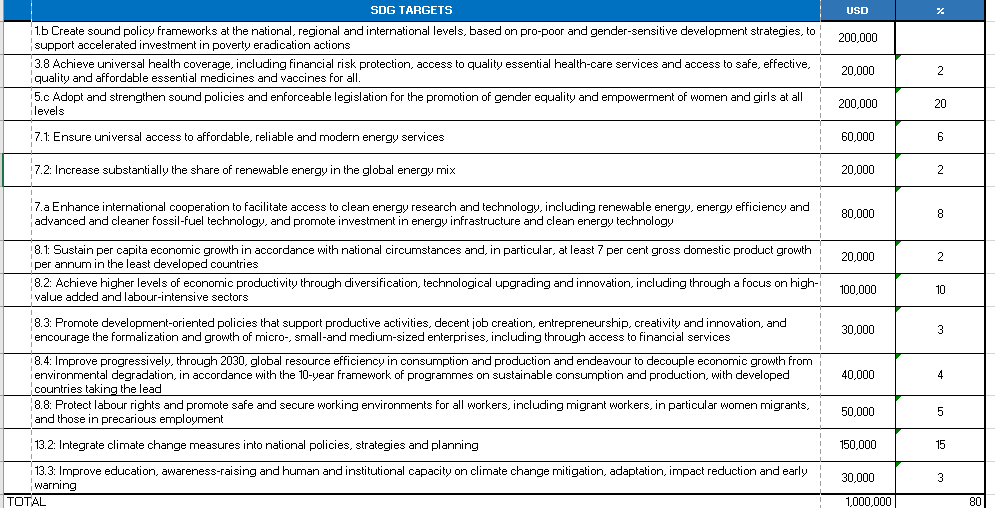 SDG TARGETS USD %
1.b Create sound policy frameworks at the national, regional and international levels, based on pro-poor and gender-sensitive development strategies, to
support accelerated investment in poverty eradication actions
200,000
3.8 Achieve universal health coverage, including financial risk protection, access to quality essential health-care services and access to safe, effective,
quality and affordable essential medicines and vaccines for all.
20,000 2
5.c Adopt and strengthen sound policies and enforceable legislation for the promotion of gender equality and empowerment of women and girls at all
levels
200,000 20
7.1: Ensure universal access to affordable, reliable and modern energy services 60,000 6
7.2: Increase substantially the share of renewable energy in the global energy mix 20,000 2
7.a Enhance international cooperation to facilitate access to clean energy research and technology, including renewable energy, energy efficiency and
advanced and cleaner fossil-fuel technology, and promote investment in energy infrastructure and clean energy technology
80,000 8
8.1: Sustain per capita economic growth in accordance with national circumstances and, in particular, at least 7 per cent gross domestic product growth
per annum in the least developed countries
20,000 2
8.2: Achieve higher levels of economic productivity through diversification, technological upgrading and innovation, including through a focus on high-
value added and labour-intensive sectors
100,000 10
8.3: Promote development-oriented policies that support productive activities, decent job creation, entrepreneurship, creativity and innovation, and
encourage the formalization and growth of micro-, small-and medium-sized enterprises, including through access to financial services
30,000 3
8.4: Improve progressively, through 2030, global resource efficiency in consumption and production and endeavour to decouple economic growth from
environmental degradation, in accordance with the 10-year framework of programmes on sustainable consumption and production, with developed
countries taking the lead
40,000 4
8.8: Protect labour rights and promote safe and secure working environments for all workers, including migrant workers, in particular women migrants,
and those in precarious employment
50,000 5
13.2: Integrate climate change measures into national policies, strategies and planning 150,000 15
13.3: Improve education, awareness-raising and human and institutional capacity on climate change mitigation, adaptation, impact reduction and early
warning
30,000 3
TOTAL 1,000,000 80